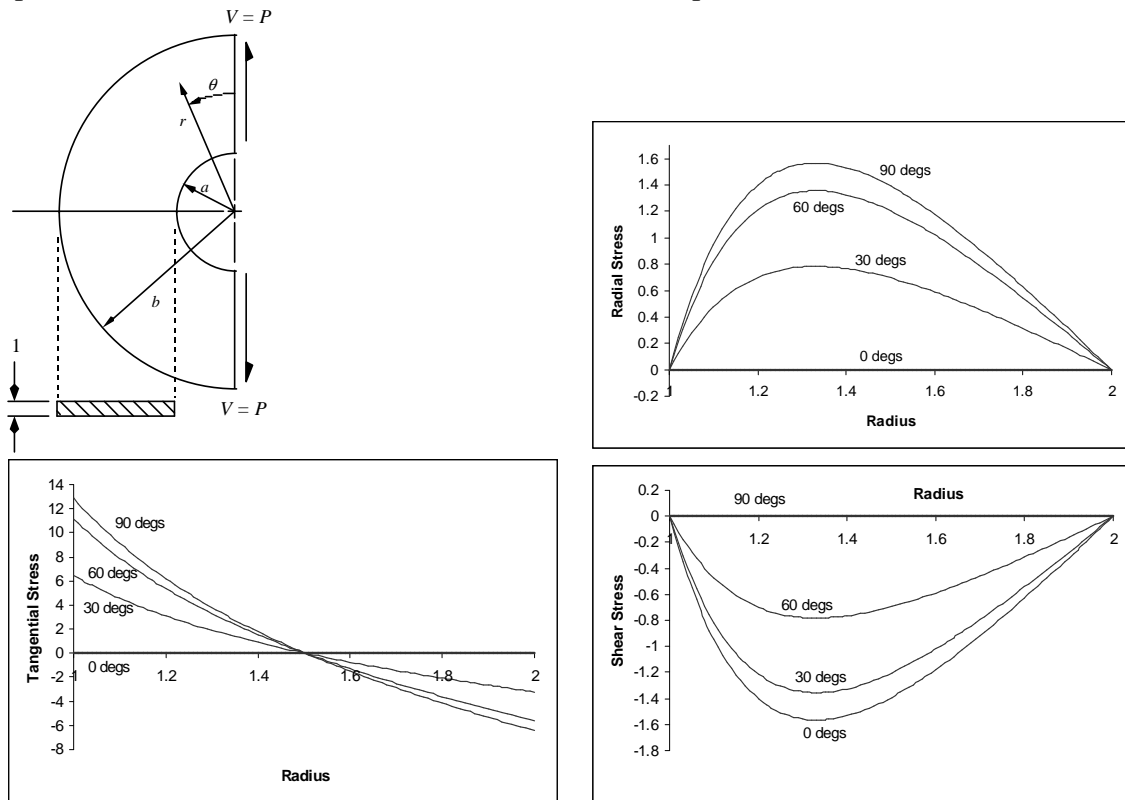 V = P
θ
r
a
b
1
V = P
1.6
1.4
1.2
1
0.8
0.6
0.4
0.2
0
-0.2
Radial Stress
90 degs
60 degs
30 degs
0 degs
1
1.2
1.4
1.6
1.8
2
Radius
14
12
10
8
6
4
2
0
-2
-4
-6
-8
Tangential Stress
90 degs
60 degs
30 degs
0 degs
1
1.2
1.4
1.6
1.8
2
Radius
0.2
0
-0.2
-0.4
-0.6
-0.8
-1
-1.2
-1.4
-1.6
-1.8
Shear Stress
90 degs
Radius
1
1.2
1.4
1.6
1.8
2
60 degs
30 degs
0 degs